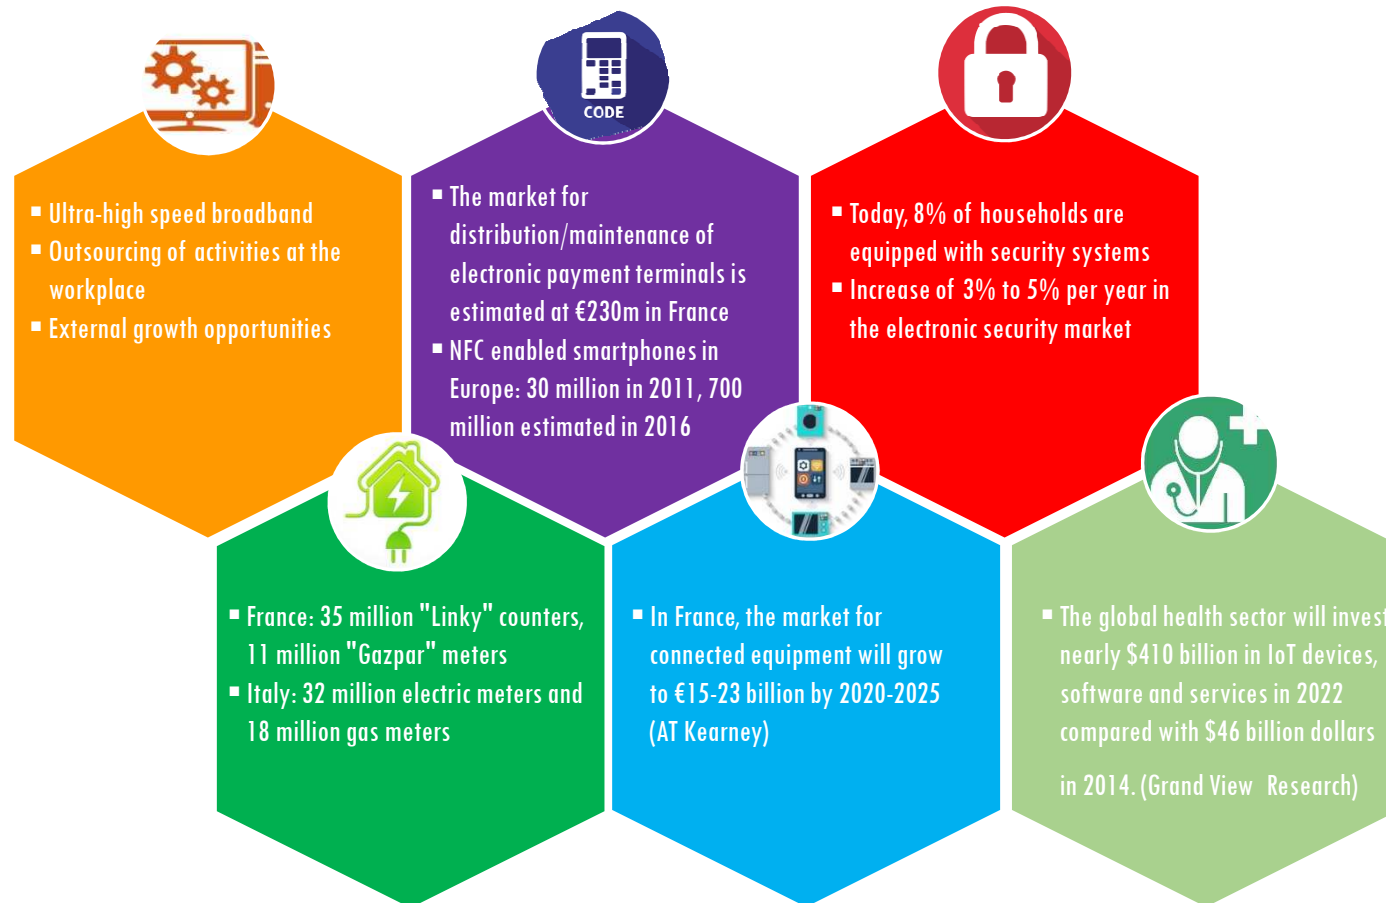 ▪ Ultra-high speed broadband
▪ Outsourcing of activities at the
workplace
▪ External growth opportunities
CODE
▪ The market for
distribution/maintenance of
electronic payment terminals is
estimated at €230m in France
▪ NFC enabled smartphones in
Europe: 30 million in 2011, 700
million estimated in 2016
▪ Today, 8% of households are
equipped with security systems
▪ Increase of 3% to 5% per year in
the electronic security market
▪ France: 35 million "Linky" counters,
11 million "Gazpar" meters
▪ Italy: 32 million electric meters and
18 million gas meters
▪ In France, the market for
connected equipment will grow
to €15-23 billion by 2020-2025
(AT Kearney)
▪ The global health sector will invest
nearly $410 billion in IoT devices,
software and services in 2022
compared with $46 billion dollars
in 2014. (Grand View Research)